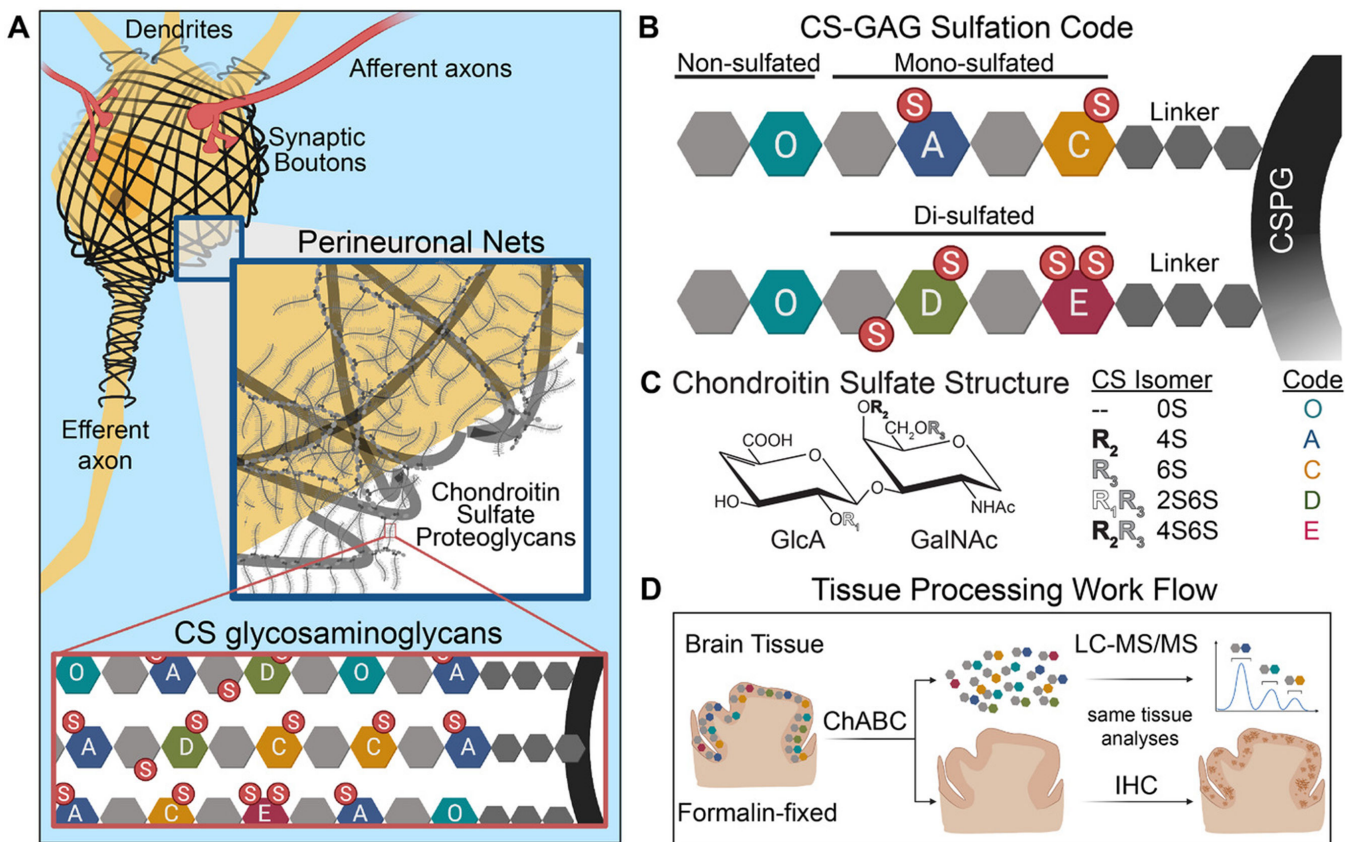 A
Dendrites
Afferent axons
Synaptic
Boutons
Perineuronal Nets
Efferent
axon
Chondroitin
Sulfate
Proteoglycans
CS glycosaminoglycans
O A S D O A
S S S S
A D C C A
S
S S S S S
A C E A O
B CS-GAG Sulfation Code
Non-sulfated Mono-sulfated
S S Linker
O A C
CSPG
Di-sulfated
S S S Linker
O D E
S
C Chondroitin Sulfate Structure
CS Isomer Code
-- 0S O
R2 4S A
R3 6S C
R1R3 2S6S D
R2R3 4S6S E
OR2
CH2OR3
COOH O
O
HO O
OR1 NHAc
GlcA GalNAc
D Tissue Processing Work Flow
Brain Tissue
LC-MS/MS
ChABC
same tissue
analyses
IHC
Formalin-fixed